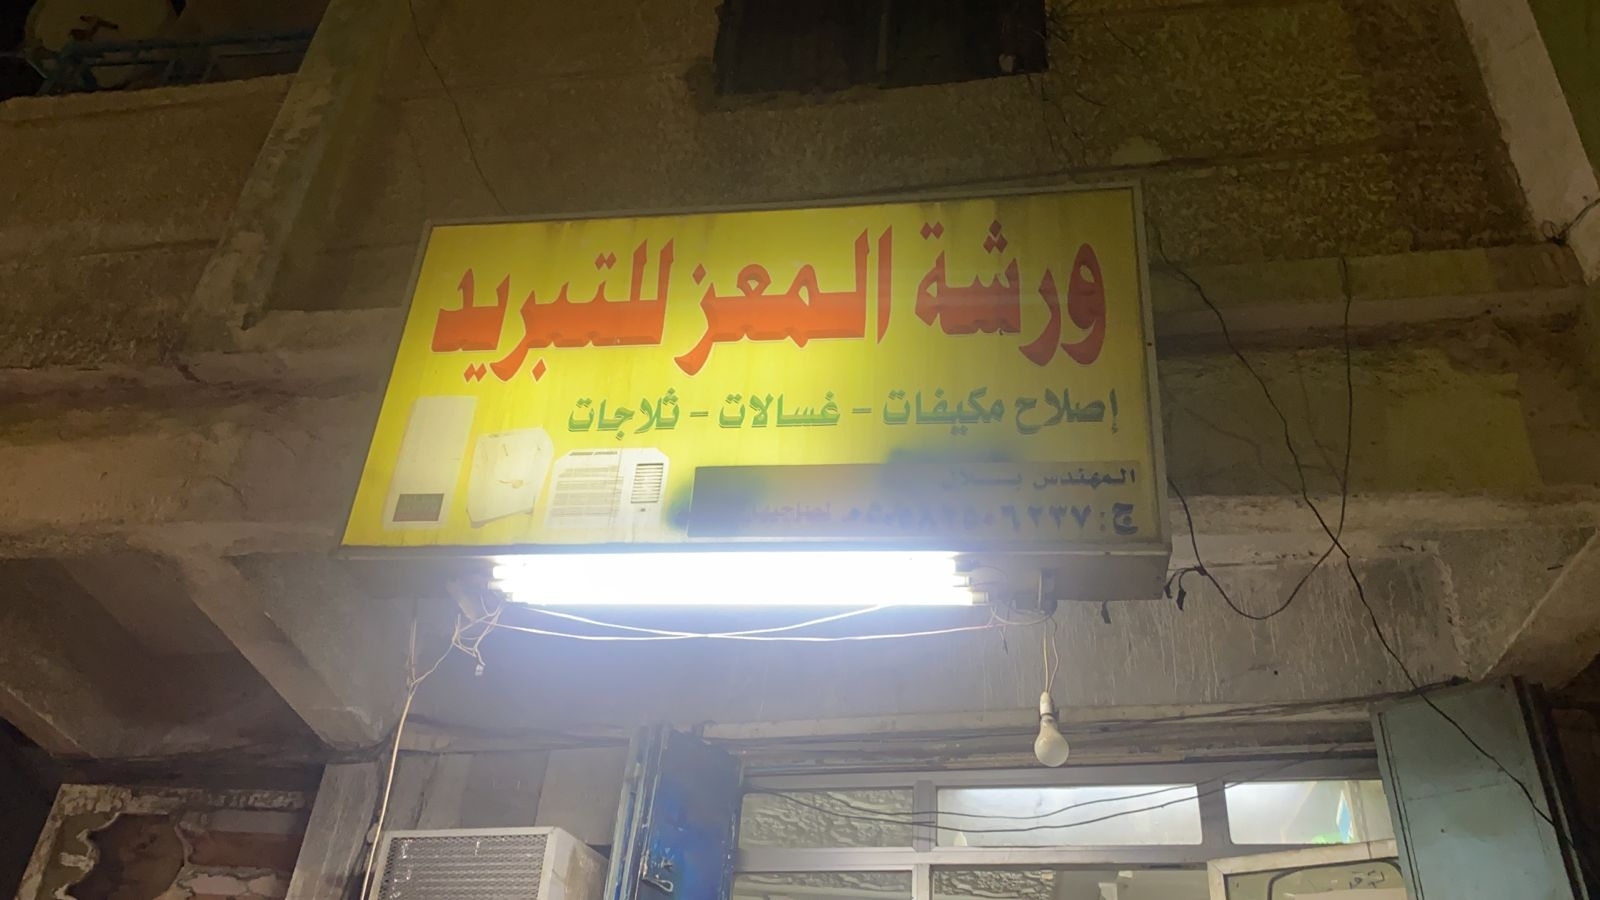 ورشة المعز للتبريد
إصلاح مكيفات - غسالات - ثلاجات
المهندس بلال
ج: